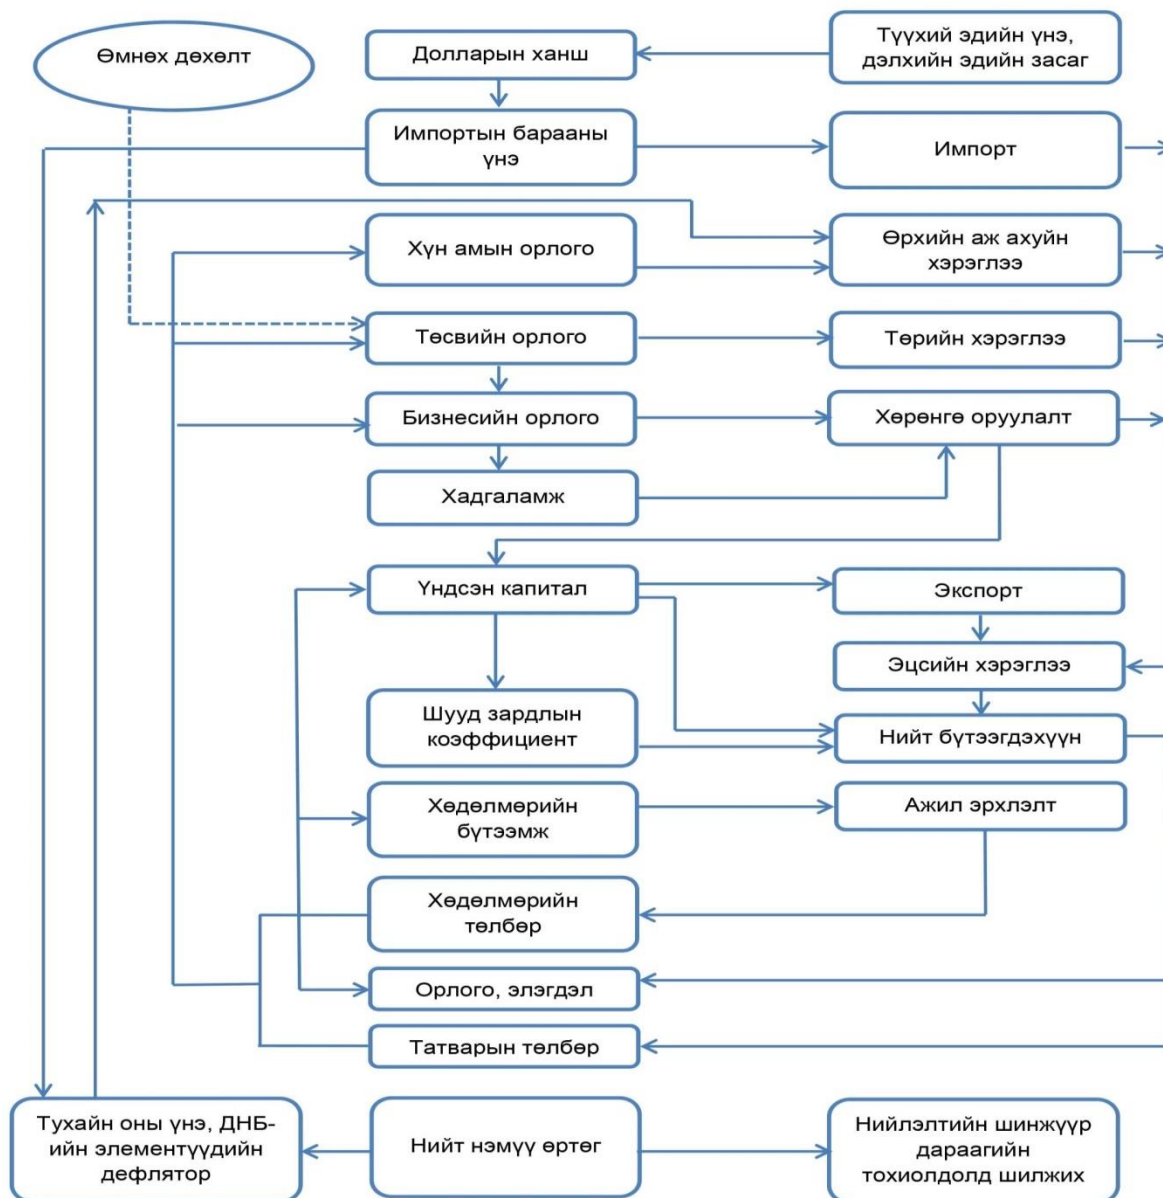 Өмнөх дөхөлт
Долларын ханш
Түүхий эдийн үнэ,
дэлхийн эдийн засаг
Импортын барааны
үнэ
Импорт
Хүн амын орлого
Өрхийн аж ахуйн
хэрэглээ
Төсвийн орлого
Төрийн хэрэглээ
Бизнесийн орлого
Хөрөнгө оруулалт
Хадгаламж
Үндсэн капитал
Экспорт
Эцсийн хэрэглээ
Шууд зардлын
коэффициент
Нийт бүтээгдэхүүн
Хөдөлмөрийн
бүтээмж
Ажил эрхлэлт
Хөдөлмөрийн
төлбөр
Орлого, элэгдэл
Татварын төлбөр
Тухайн оны үнэ, ДНБ-
ий элементүүдийн
дефлятор
Нийт нэмүү өртөг
Нийлэлтийн шинжүүр
дараагийн
тохиолдолд шилжих